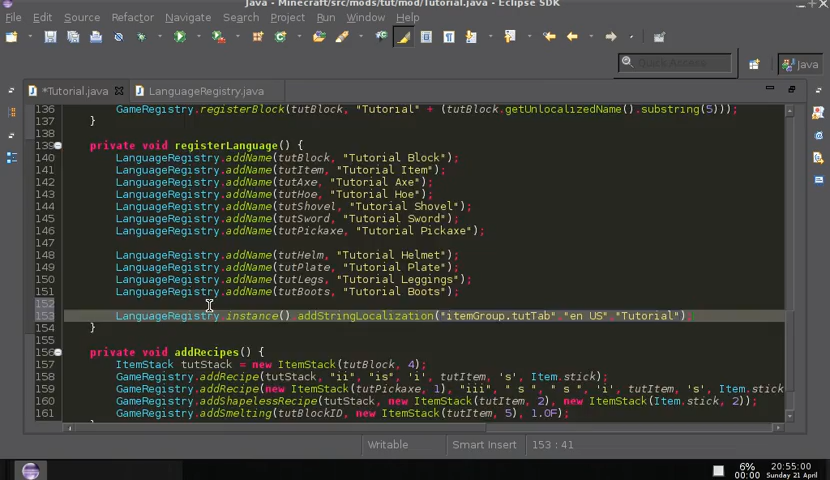 Java - Minecraft/src/mods/tut/mod/Tutorial.java - Eclipse SDK
File Edit Source Refactor Navigate Search Project Run Window Help
Quick Access Java
*Tutorial.java LanguageRegistry.java
136 GameRegistry.registerBlock(tutBlock, "Tutorial" + (tutBlock.getUnlocalizedName().substring(5)));
137 }
138
139 private void registerLanguage() {
140 LanguageRegistry.addName(tutBlock, "Tutorial Block");
141 LanguageRegistry.addName(tutItem, "Tutorial Item");
142 LanguageRegistry.addName(tutAxe, "Tutorial Axe");
143 LanguageRegistry.addName(tutHoe, "Tutorial Hoe");
144 LanguageRegistry.addName(tutShovel, "Tutorial Shovel");
145 LanguageRegistry.addName(tutSword, "Tutorial Sword");
146 LanguageRegistry.addName(tutPickaxe, "Tutorial Pickaxe");
147
148 LanguageRegistry.addName(tutHelm, "Tutorial Helmet");
149 LanguageRegistry.addName(tutPlate, "Tutorial Plate");
150 LanguageRegistry.addName(tutLegs, "Tutorial Leggings");
151 LanguageRegistry.addName(tutBoots, "Tutorial Boots");
152
153 LanguageRegistry.instance().addStringLocalization("itemGroup.tutTab","en_US","Tutorial");
154 }
155
156 private void addRecipes() {
157 ItemStack tutStack = new ItemStack(tutBlock, 4);
158 GameRegistry.addRecipe(tutStack, "ii", "is", 'i', tutItem, 's', Item.stick);
159 GameRegistry.addRecipe(new ItemStack(tutPickaxe, 1), "iii", " s ", " s ", 'i', tutItem, 's', Item.stick
160 GameRegistry.addShapelessRecipe(tutStack, new ItemStack(tutItem, 2), new ItemStack(Item.stick, 2));
161 GameRegistry.addSmelting(tutBlockID, new ItemStack(tutItem, 5), 1.0F);
Writable Smart Insert 153 : 41
6% 20:55:00
00:00 Sunday 21 April